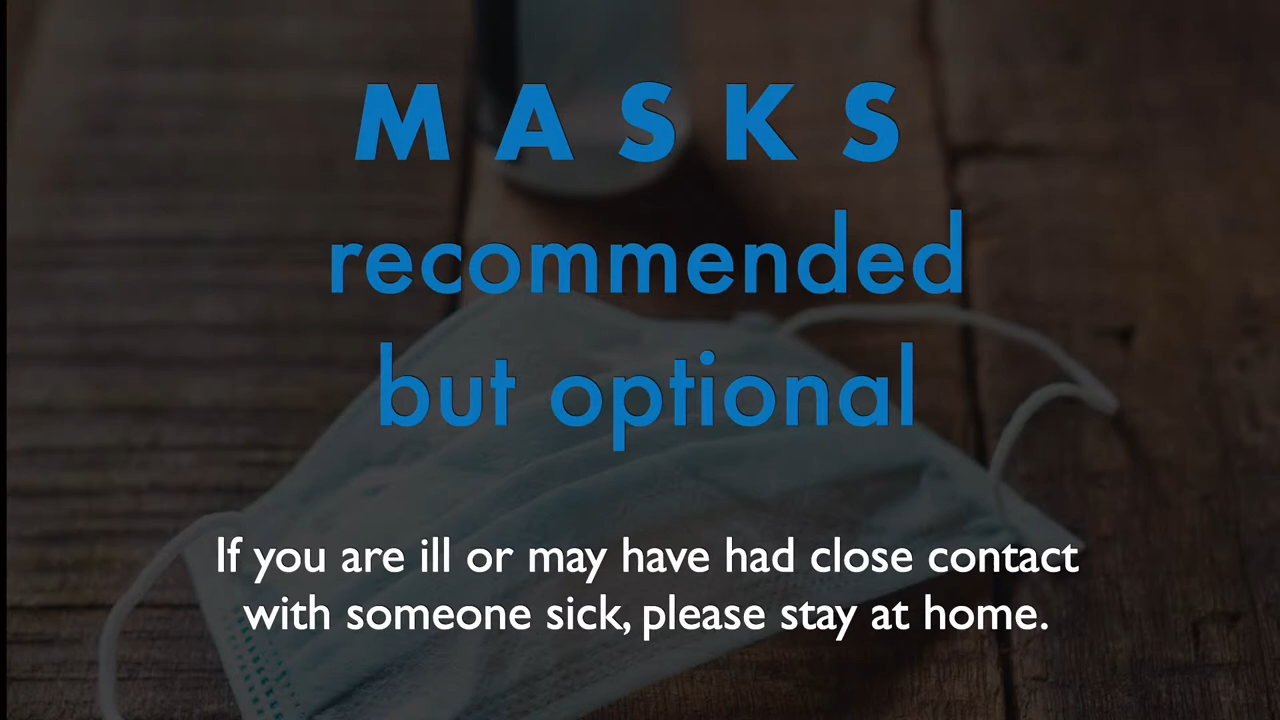 MASKS
recommended
but optional
If you are ill or may have had close contact
with someone sick, please stay at home.